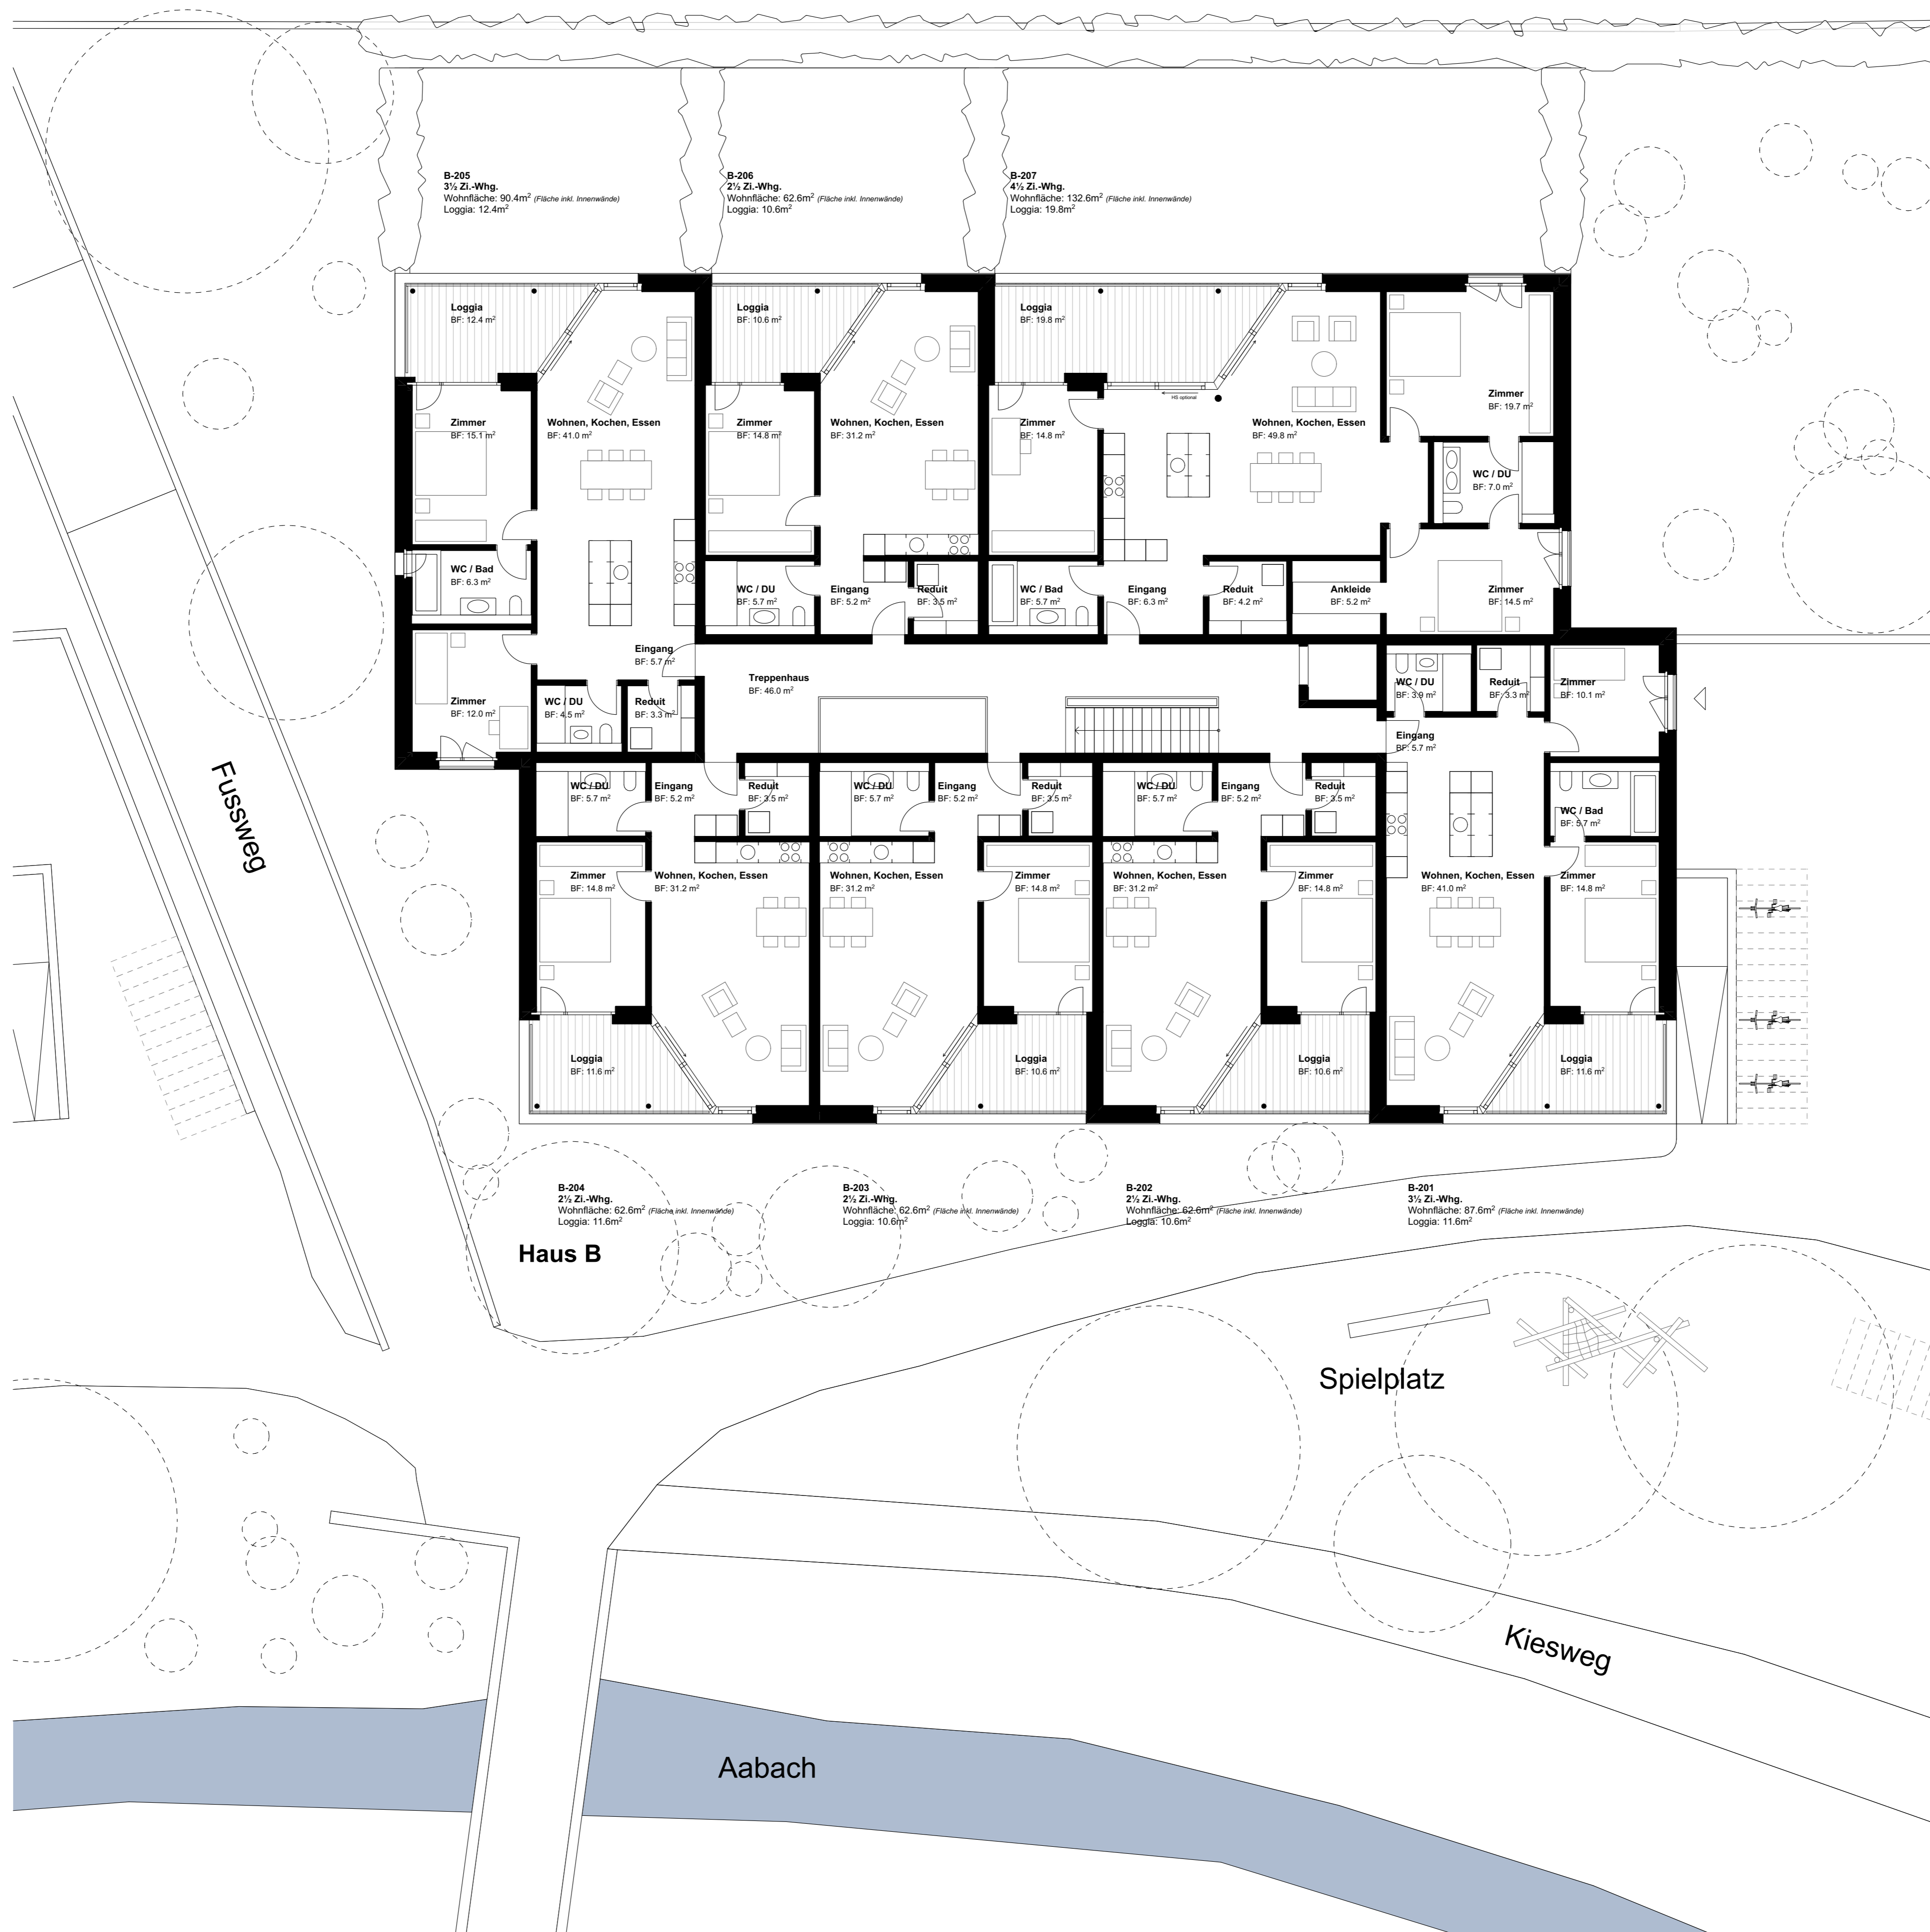 B-205
3½ Zi.-Whg.
Wohnfläche: 90.4m² (Fläche inkl. Innenwände)
Loggia: 12.4m²
B-206
2½ Zi.-Whg.
Wohnfläche: 62.6m² (Fläche inkl. Innenwände)
Loggia: 10.6m²
B-207
4½ Zi.-Whg.
Wohnfläche: 132.6m² (Fläche inkl. Innenwände)
Loggia: 19.8m²
Loggia
BF: 12.4 m²
Loggia
BF: 10.6 m²
Loggia
BF: 19.8 m²
HS optional
Zimmer
BF: 19.7 m²
Zimmer
BF: 15.1 m²
Wohnen, Kochen, Essen
BF: 41.0 m²
Zimmer
BF: 14.8 m²
Wohnen, Kochen, Essen
BF: 31.2 m²
Zimmer
BF: 14.8 m²
Wohnen, Kochen, Essen
BF: 49.8 m²
WC / DU
BF: 7.0 m²
WC / Bad
BF: 6.3 m²
WC / DU
BF: 5.7 m²
Eingang
BF: 5.2 m²
Reduit
BF: 3.5 m²
WC / Bad
BF: 5.7 m²
Eingang
BF: 6.3 m²
Reduit
BF: 4.2 m²
Ankleide
BF: 5.2 m²
Zimmer
BF: 14.5 m²
Eingang
BF: 5.7 m²
Treppenhaus
BF: 46.0 m²
WC / DU
BF: 3.9 m²
Reduit
BF: 3.3 m²
Zimmer
BF: 10.1 m²
Zimmer
BF: 12.0 m²
WC / DU
BF: 4.5 m²
Reduit
BF: 3.3 m²
Eingang
BF: 5.7 m²
Fussweg
WC / DU
BF: 5.7 m²
Eingang
BF: 5.2 m²
Reduit
BF: 3.5 m²
WC / DU
BF: 5.7 m²
Eingang
BF: 5.2 m²
Reduit
BF: 3.5 m²
WC / DU
BF: 5.7 m²
Eingang
BF: 5.2 m²
Reduit
BF: 3.5 m²
WC / Bad
BF: 5.7 m²
Zimmer
BF: 14.8 m²
Wohnen, Kochen, Essen
BF: 31.2 m²
Wohnen, Kochen, Essen
BF: 31.2 m²
Zimmer
BF: 14.8 m²
Wohnen, Kochen, Essen
BF: 31.2 m²
Zimmer
BF: 14.8 m²
Wohnen, Kochen, Essen
BF: 41.0 m²
Zimmer
BF: 14.8 m²
Loggia
BF: 11.6 m²
Loggia
BF: 10.6 m²
Loggia
BF: 10.6 m²
Loggia
BF: 11.6 m²
B-204
2½ Zi.-Whg.
Wohnfläche: 62.6m² (Fläche inkl. Innenwände)
Loggia: 11.6m²
B-203
2½ Zi.-Whg.
Wohnfläche: 62.6m² (Fläche inkl. Innenwände)
Loggia: 10.6m²
B-202
2½ Zi.-Whg.
Wohnfläche: 62.6m² (Fläche inkl. Innenwände)
Loggia: 10.6m²
B-201
3½ Zi.-Whg.
Wohnfläche: 87.6m² (Fläche inkl. Innenwände)
Loggia: 11.6m²
Haus B
Spielplatz
Kiesweg
Aabach